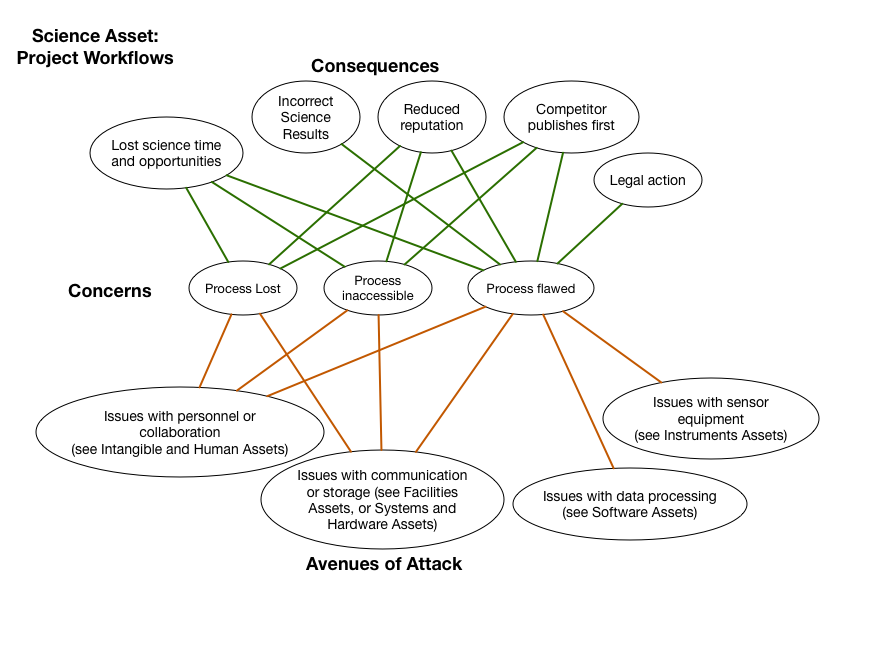 Science Asset:
Project Workflows
Consequences
Incorrect
Science
Results
Reduced
reputation
Competitor
publishes first
Lost science time
and opportunities
Legal action
Concerns
Process Lost
Process
inaccessible
Process flawed
Issues with personnel or
collaboration
(see Intangible and Human Assets)
Issues with sensor
equipment
(see Instruments Assets)
Issues with communication
or storage (see Facilities
Assets, or Systems and
Hardware Assets)
Issues with data processing
(see Software Assets)
Avenues of Attack